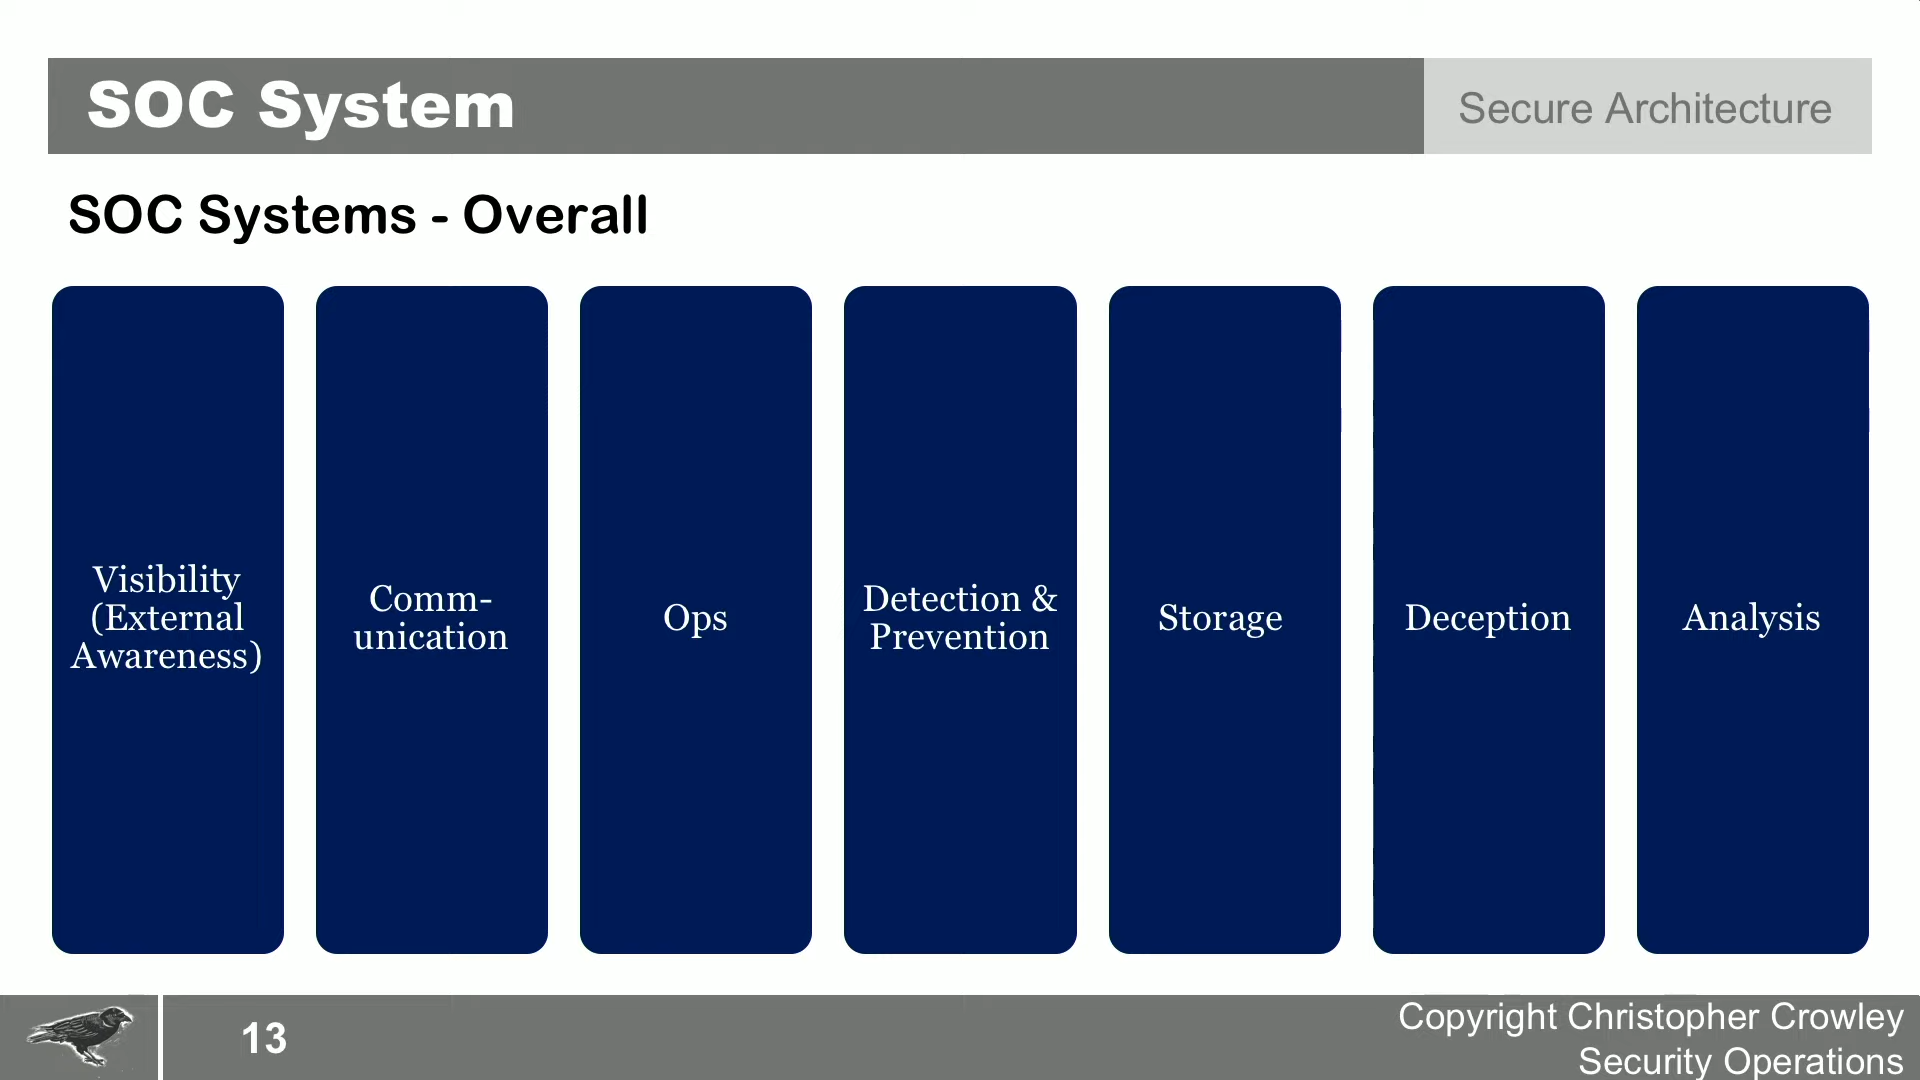 SOC System
Secure Architecture
SOC Systems - Overall
Visibility
(External
Awareness)
Comm-
unication
Ops
Detection &
Prevention
Storage
Deception
Analysis
13
Copyright Christopher Crowley
Security Operations